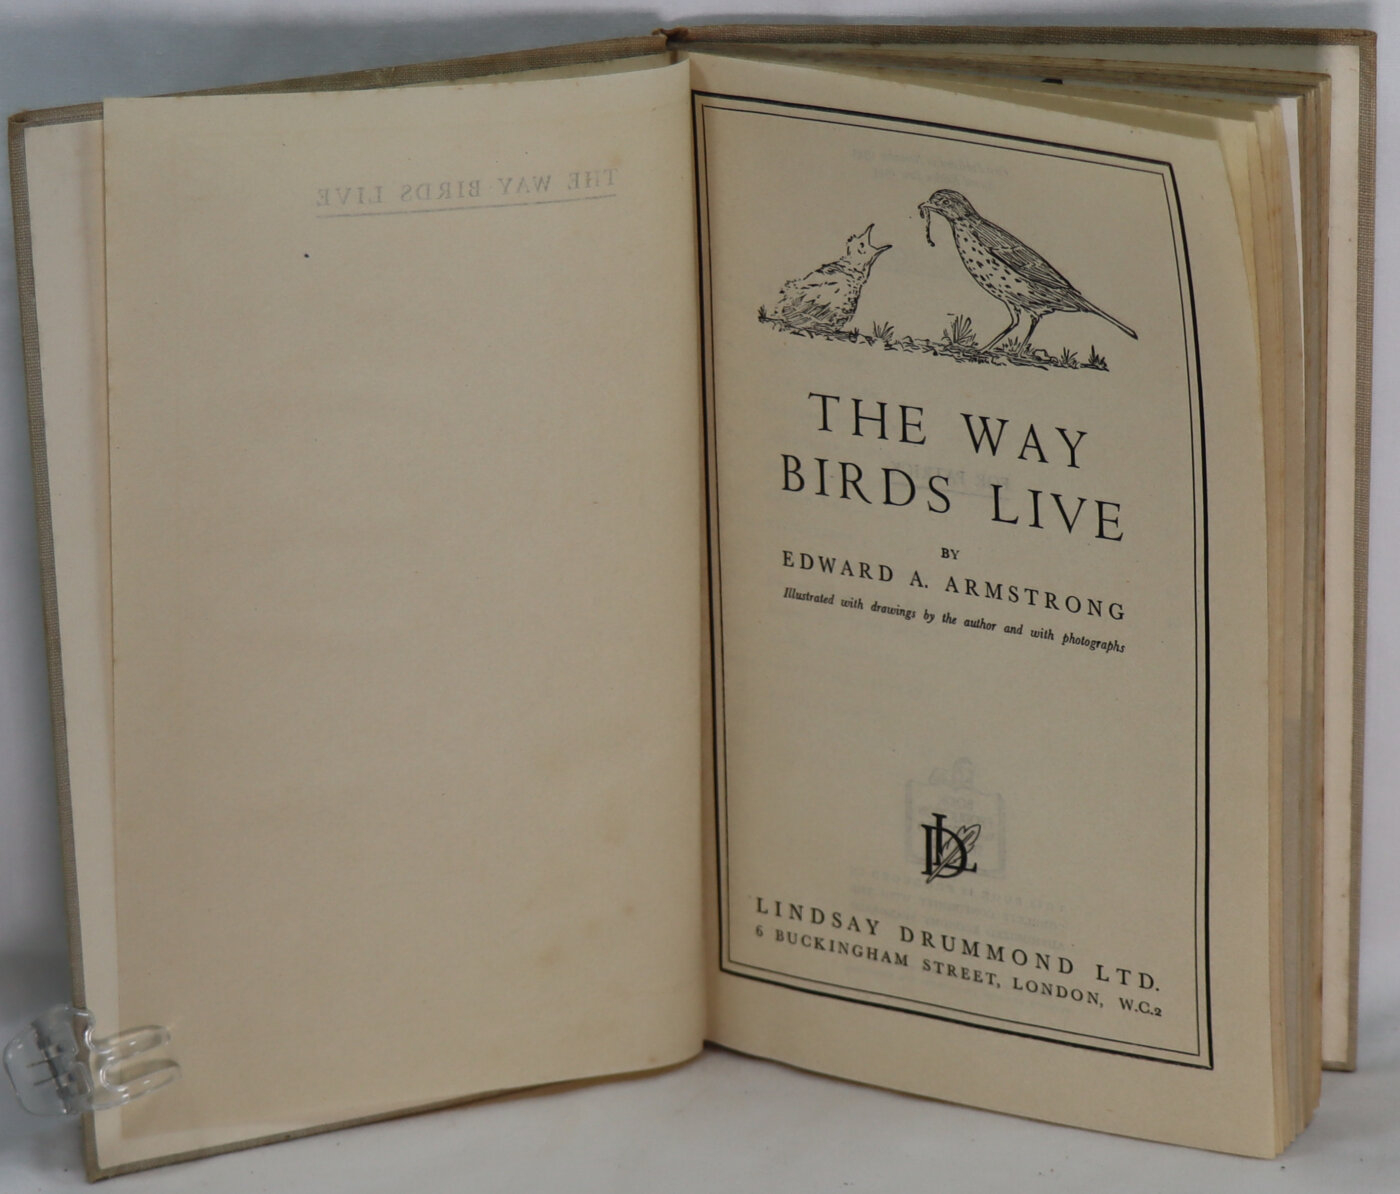 THE WAY BIRDS LIVE
THE WAY
BIRDS LIVE
BY
EDWARD A. ARMSTRONG
Illustrated with drawings by the author and with photographs
LINDSAY DRUMMOND LTD.
6 BUCKINGHAM STREET, LONDON, W.C.2